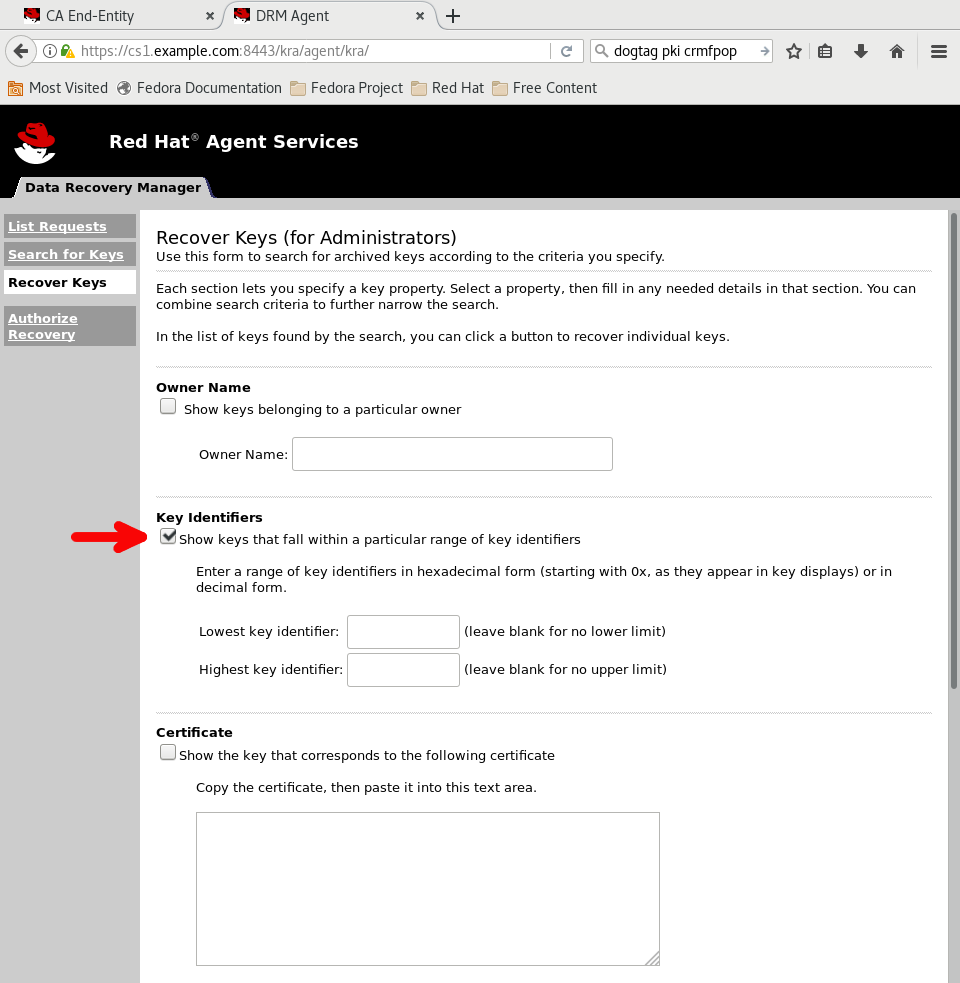 CA End-Entity
DRM Agent
https://cs1.example.com:8443/kra/agent/kra/
dogtag pki crmfpop
Most Visited
Fedora Documentation
Fedora Project
Red Hat
Free Content
Red Hat® Agent Services
Data Recovery Manager
List Requests
Search for Keys
Recover Keys
Authorize
Recovery
Recover Keys (for Administrators)
Use this form to search for archived keys according to the criteria you specify.
Each section lets you specify a key property. Select a property, then fill in any needed details in that section. You can
combine search criteria to further narrow the search.
In the list of keys found by the search, you can click a button to recover individual keys.
Owner Name
Show keys belonging to a particular owner
Owner Name:
Key Identifiers
Show keys that fall within a particular range of key identifiers
Enter a range of key identifiers in hexadecimal form (starting with 0x, as they appear in key displays) or in
decimal form.
Lowest key identifier: (leave blank for no lower limit)
Highest key identifier: (leave blank for no upper limit)
Certificate
Show the key that corresponds to the following certificate
Copy the certificate, then paste it into this text area.